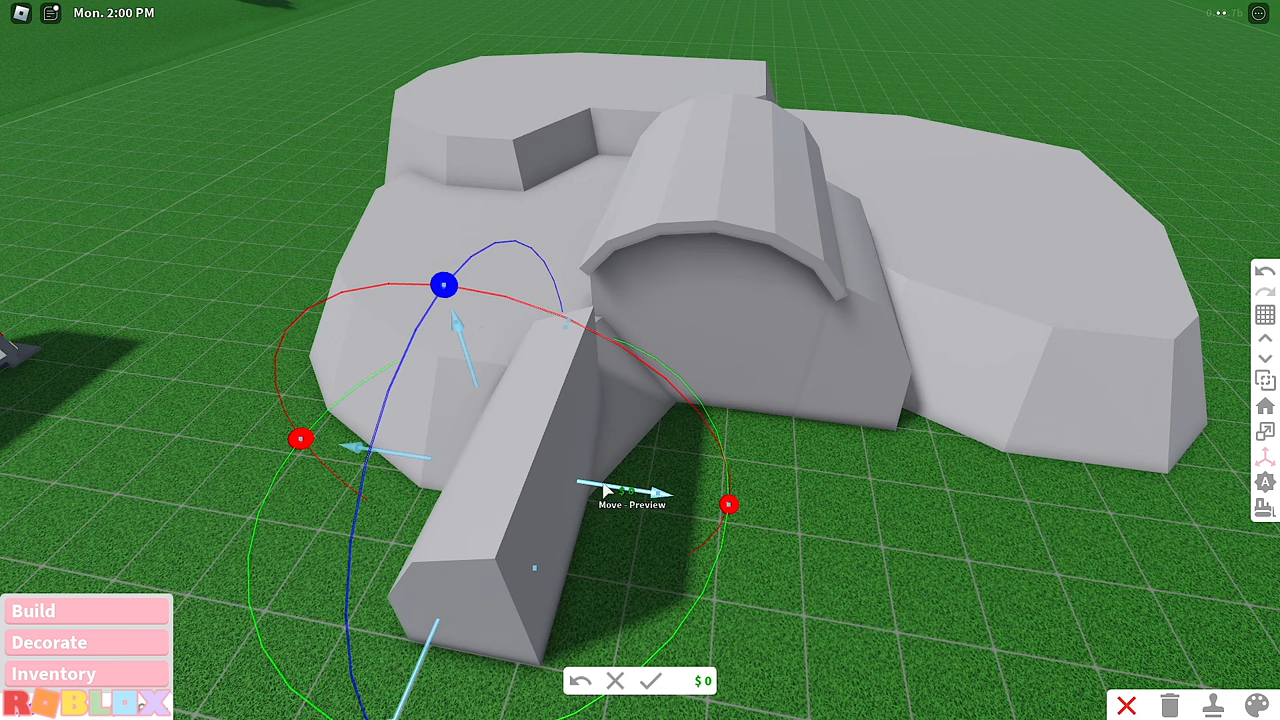 Mon. 2:00 PM
Move - Preview
Build
Decorate
Inventory
ROBLOX
$ 0
A